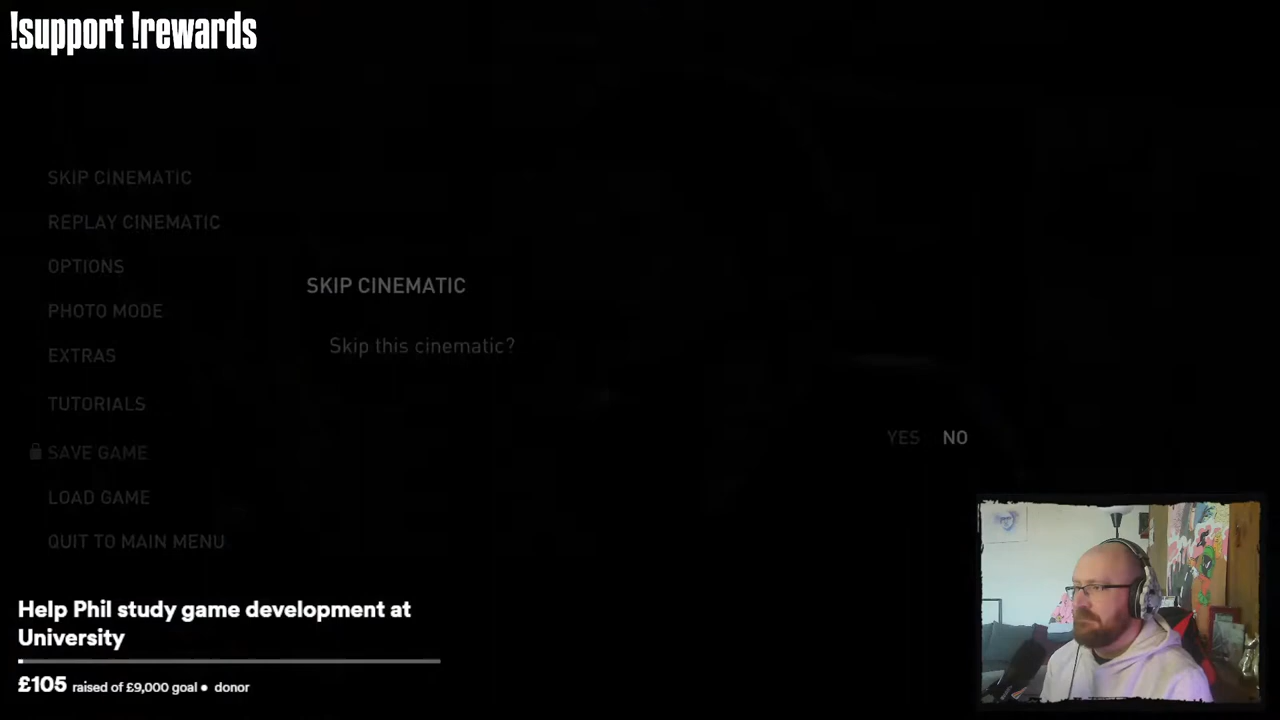 !support !rewards
SKIP CINEMATIC
REPLAY CINEMATIC
OPTIONS
PHOTO MODE
EXTRAS
TUTORIALS
SAVE GAME
LOAD GAME
QUIT TO MAIN MENU
SKIP CINEMATIC
Skip this cinematic?
YES NO
Help Phil study game development at
University
£105 raised of £9,000 goal • donor